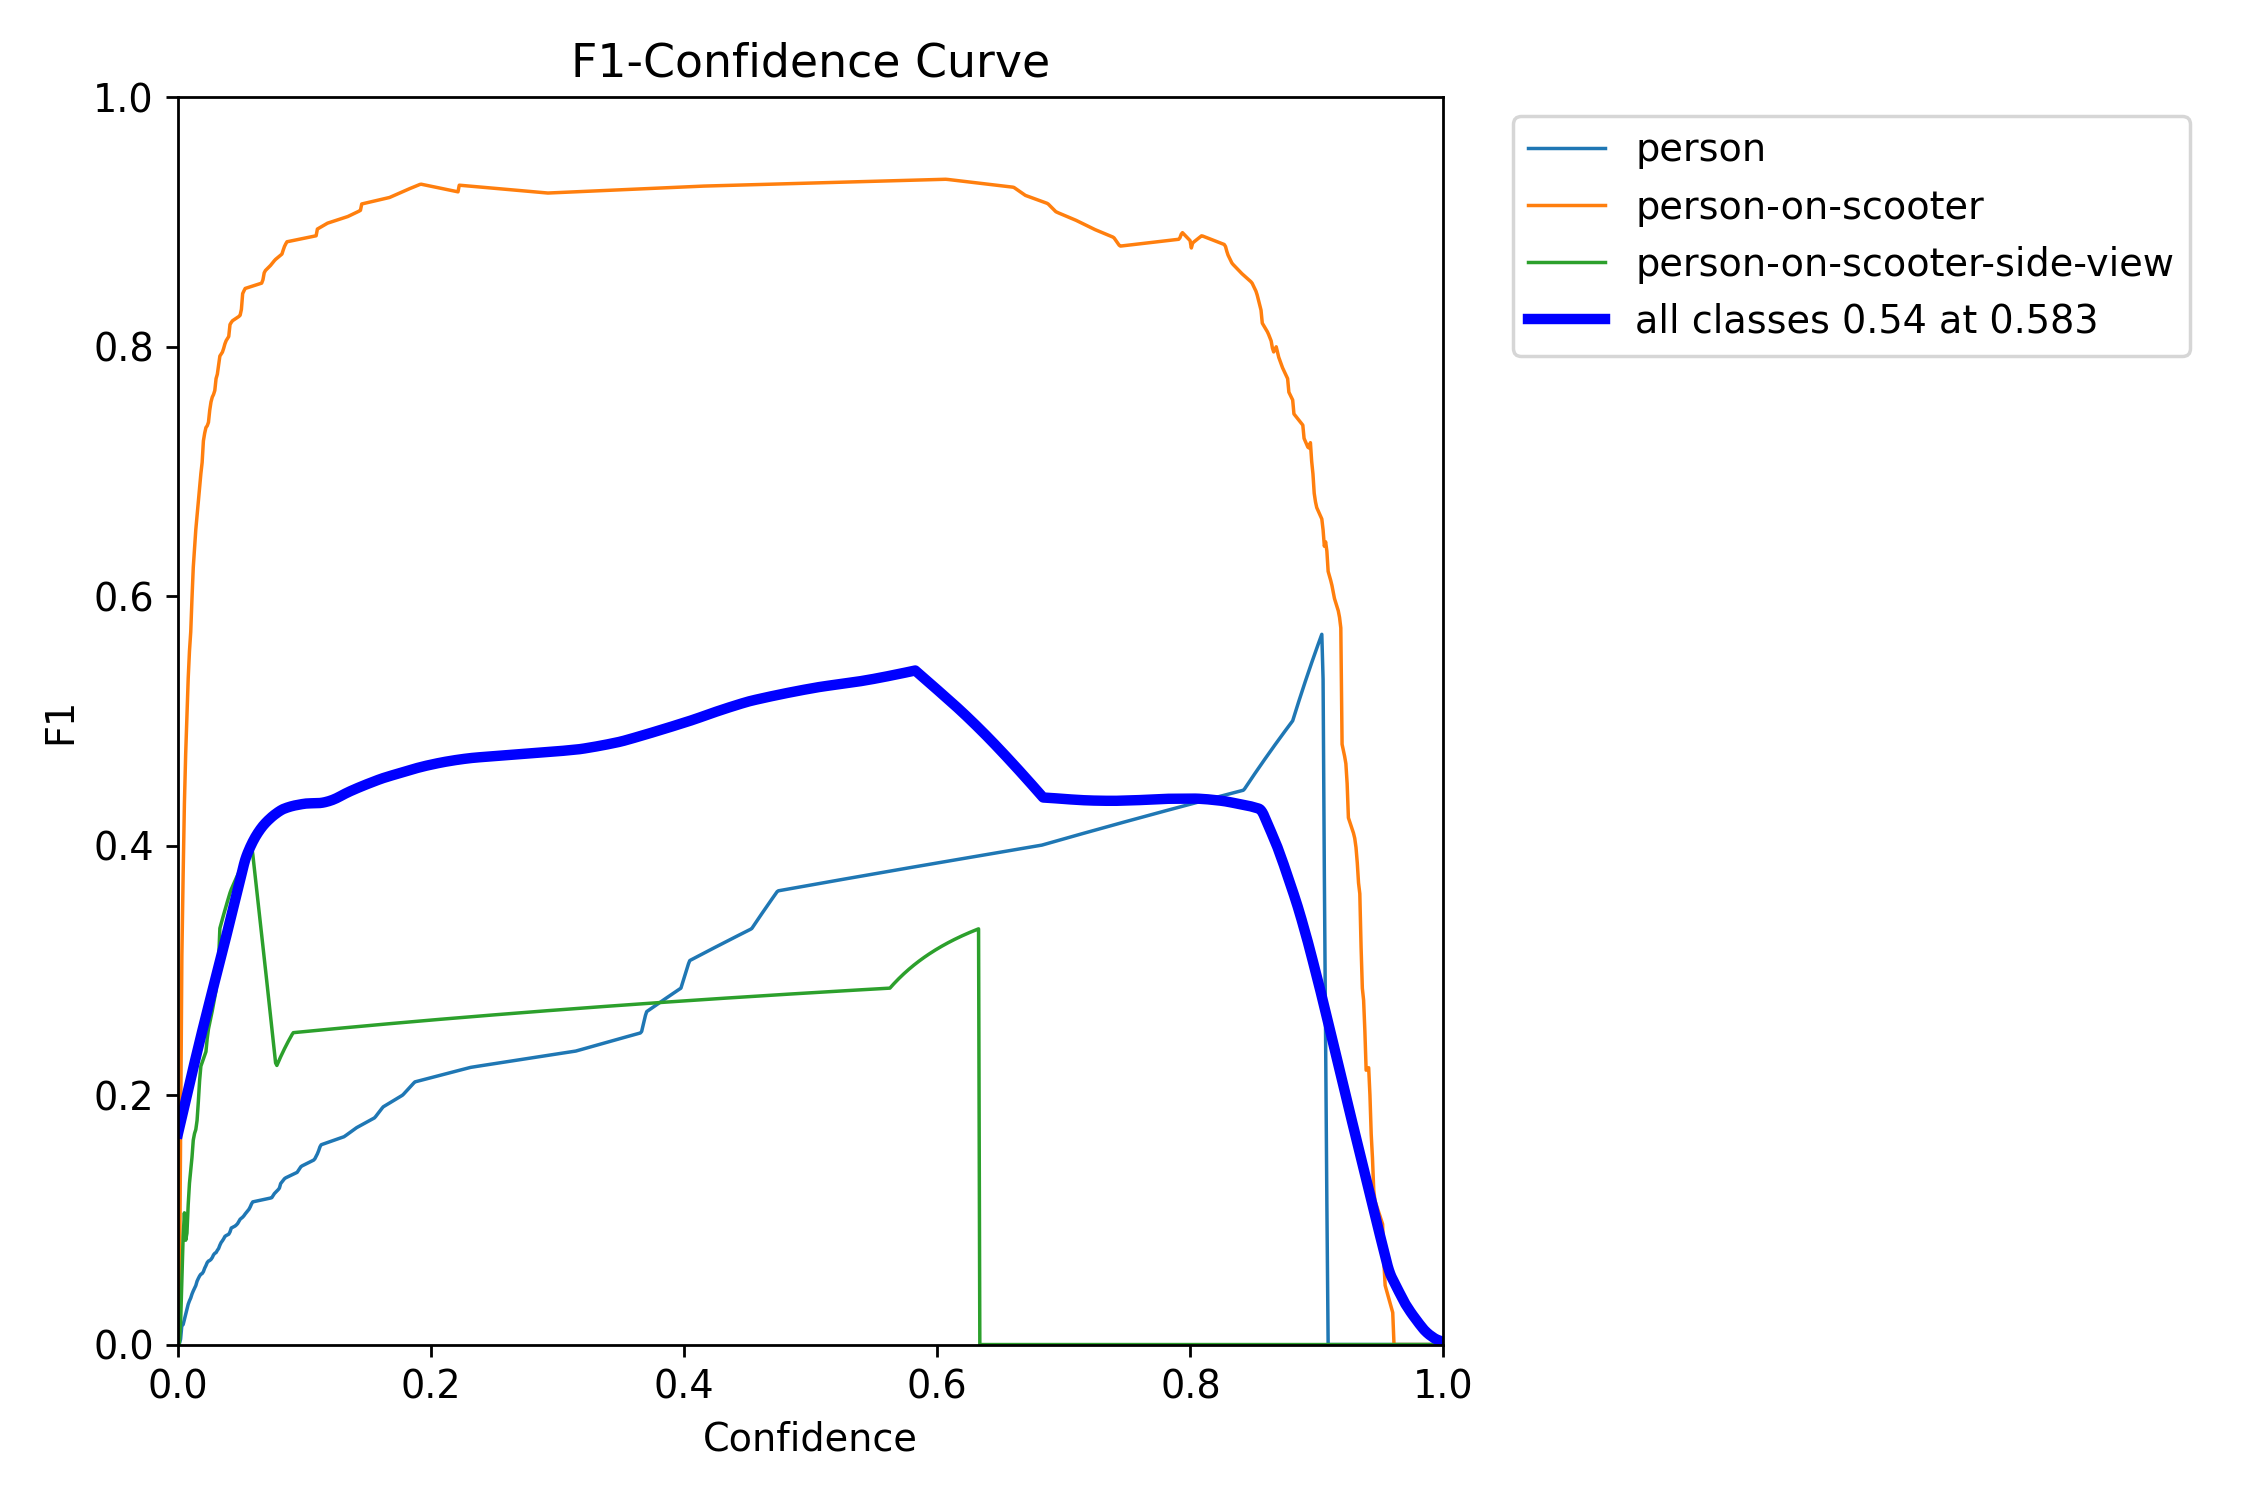 F1-Confidence Curve
1.0
0.8
0.6
0.4
0.2
0.0
F1
0.0 0.2 0.4 0.6 0.8 1.0
Confidence
person
person-on-scooter
person-on-scooter-side-view
all classes 0.54 at 0.583